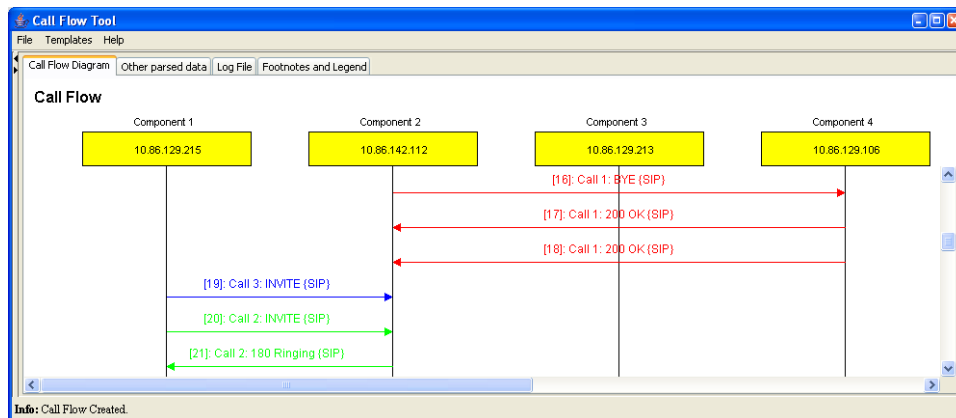 Call Flow Tool
File Templates Help
Call Flow Diagram Other parsed data Log File Footnotes and Legend
Call Flow
Component 1 Component 2 Component 3 Component 4
10.86.129.215 10.86.142.112 10.86.129.213 10.86.129.106
[16]: Call 1: BYE {SIP}
[17]: Call 1: 200 OK {SIP}
[18]: Call 1: 200 OK {SIP}
[19]: Call 3: INVITE {SIP}
[20]: Call 2: INVITE {SIP}
[21]: Call 2: 180 Ringing {SIP}
Info: Call Flow Created.